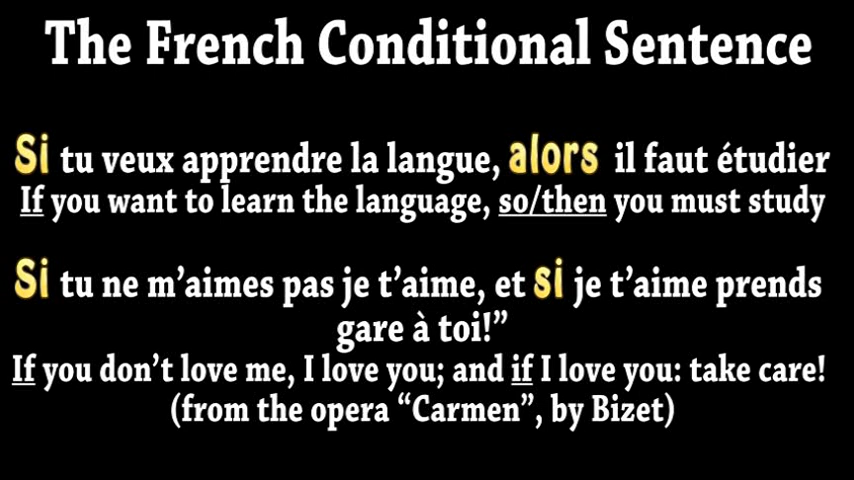 The French Conditional Sentence
Si tu veux apprendre la langue, alors il faut étudier
If you want to learn the language, so/then you must study
Si tu ne m’aimes pas je t’aime, et si je t’aime prends
gare à toi!”
If you don’t love me, I love you; and if I love you: take care!
(from the opera “Carmen”, by Bizet)